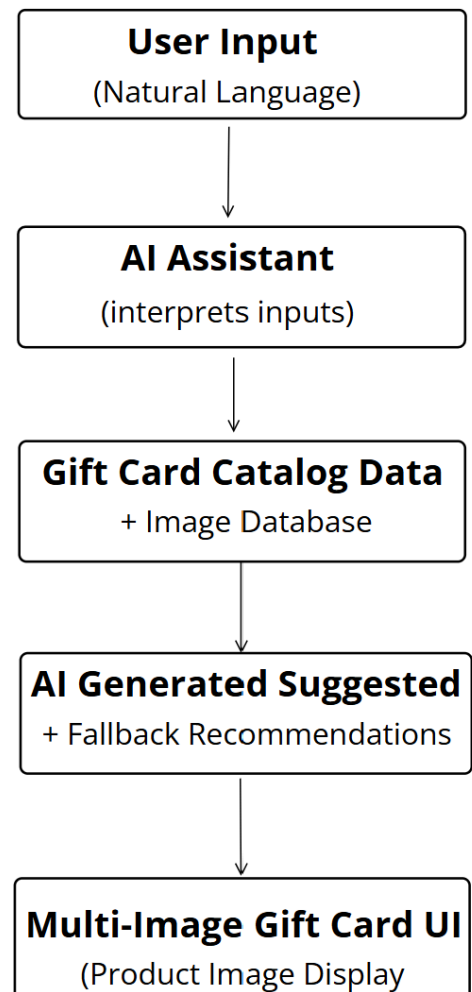 User Input
(Natural Language)
AI Assistant
(interprets inputs)
Gift Card Catalog Data
+ Image Database
AI Generated Suggested
+ Fallback Recommendations
Multi-Image Gift Card UI
(Product Image Display